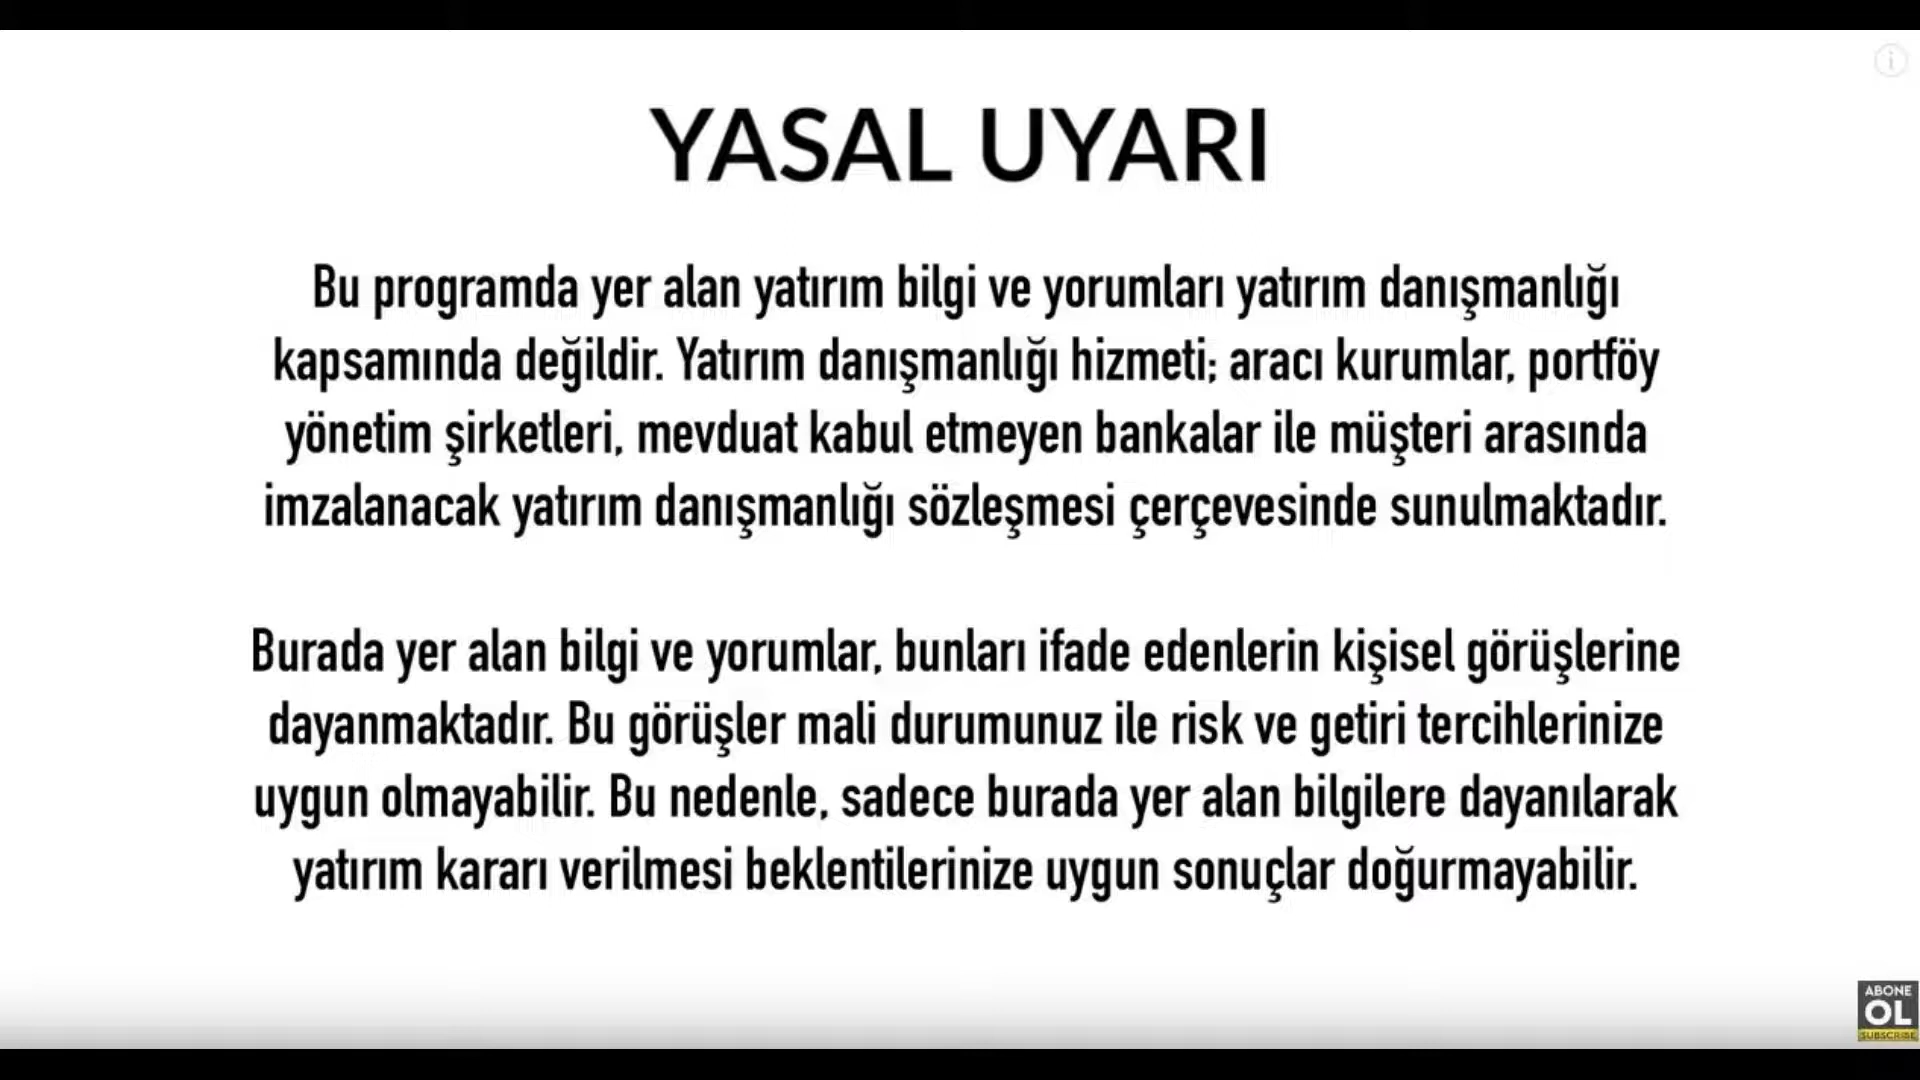 YASAL UYARI
Bu programda yer alan yatırım bilgi ve yorumları yatırım danışmanlığı
kapsamında değildir. Yatırım danışmanlığı hizmeti; aracı kurumlar, portföy
yönetim şirketleri, mevduat kabul etmeyen bankalar ile müşteri arasında
imzalanacak yatırım danışmanlığı sözleşmesi çerçevesinde sunulmaktadır.
Burada yer alan bilgi ve yorumlar, bunları ifade edenlerin kişisel görüşlerine
dayanmaktadır. Bu görüşler mali durumunuz ile risk ve getiri tercihlerinize
uygun olmayabilir. Bu nedenle, sadece burada yer alan bilgilere dayanılarak
yatırım kararı verilmesi beklentilerinize uygun sonuçlar doğurmayabilir.
ABONE
OL
SUBSCRIBE